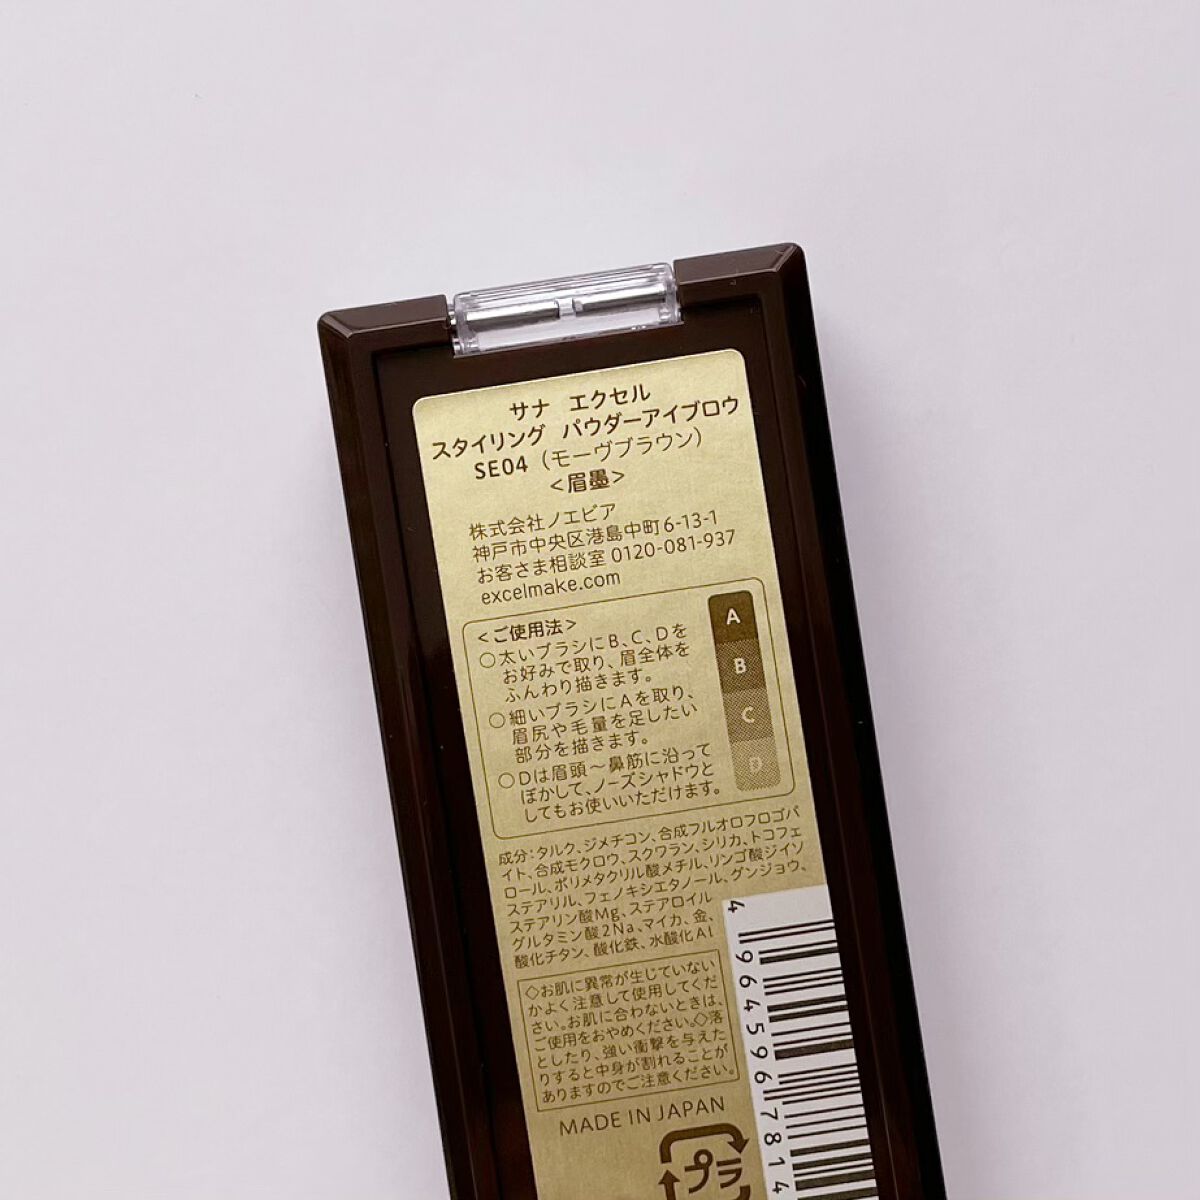 サナ エクセル
スタイリング パウダーアイブロウ
SE04（モーヴブラウン）
＜眉墨＞
株式会社ノエビア
神戸市中央区港島中町6-13-1
お客さま相談室 0120-081-937
excelmake.com
＜ご使用法＞
○太いブラシにB、C、Dを
お好みで取り、眉全体を
ふんわり描きます。
○細いブラシにAを取り、
眉尻や毛量を足したい
部分を描きます。
○Dは眉頭～鼻筋に沿って
ぼかして、ノーズシャドウと
してもお使いいただけます。
A
B
C
D
成分：タルク、ジメチコン、合成フルオロフロゴパ
イト、合成モクロウ、スクワラン、シリカ、トコフェ
ロール、ポリメタクリル酸メチル、リンゴ酸ジイソ
ステアリル、フェノキシエタノール、グンジョウ、
ステアリン酸Mg、ステアロイル
グルタミン酸2Na、マイカ、金、
酸化チタン、酸化鉄、水酸化Al
◇お肌に異常が生じていない
かよく注意して使用してくだ
さい。お肌に合わないときは、
ご使用をおやめください。◇落
としたり、強い衝撃を与えた
りすると中身が割れることが
ありますのでご注意ください。
MADE IN JAPAN
プラ
4 964596 7814